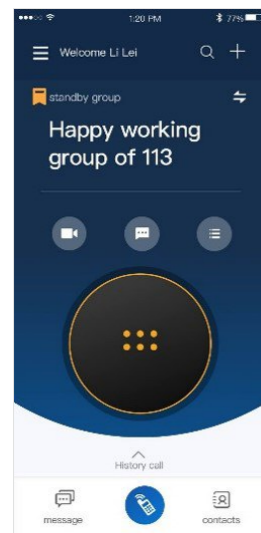 1:20 PM
77%
Welcome Li Lei
standby group
Happy working
group of 113
History call
message
contacts